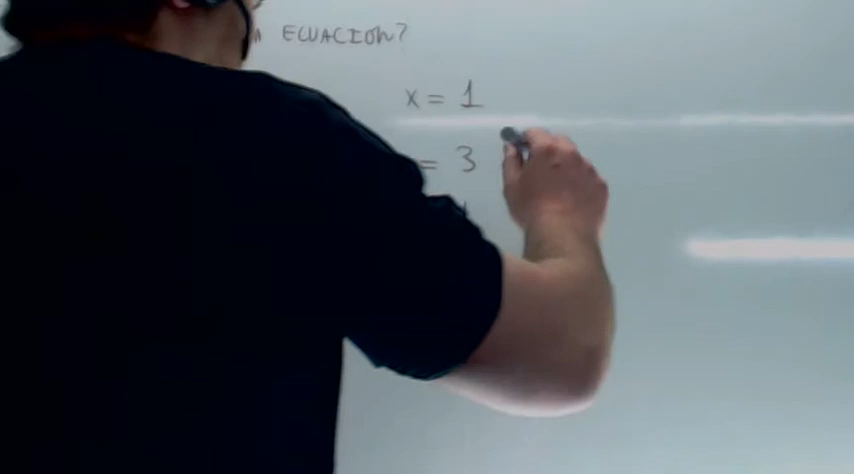 ECUACION?
x = 1
= 3